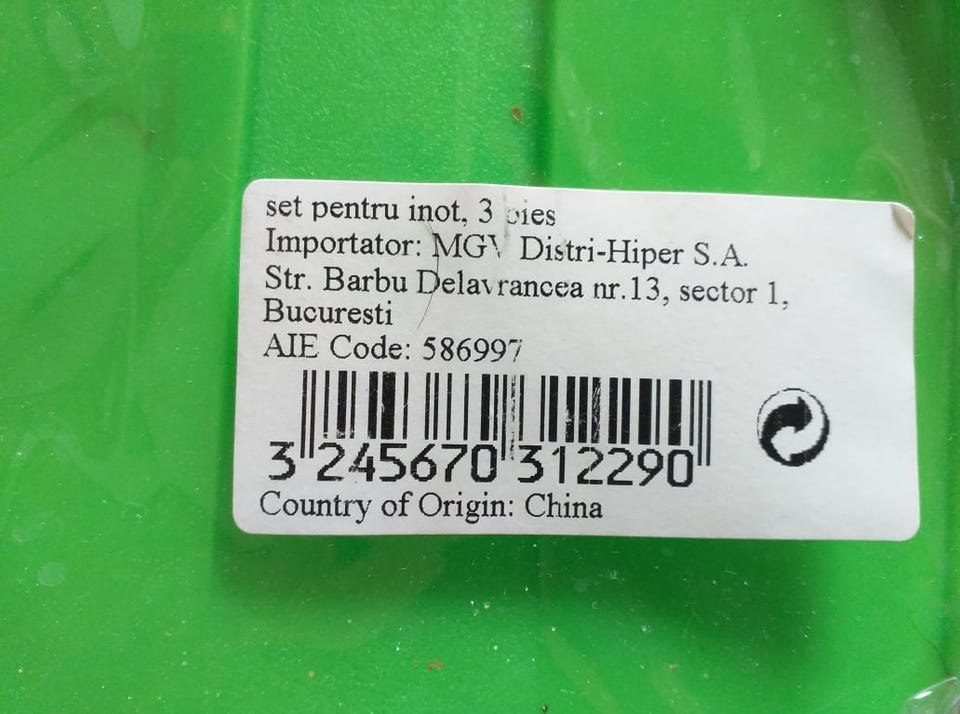 set pentru inot, 3 pies
Importator: MGV Distri-Hiper S.A.
Str. Barbu Delavrancea nr.13, sector 1,
Bucuresti
AIE Code: 586997
3 245670 312290
Country of Origin: China